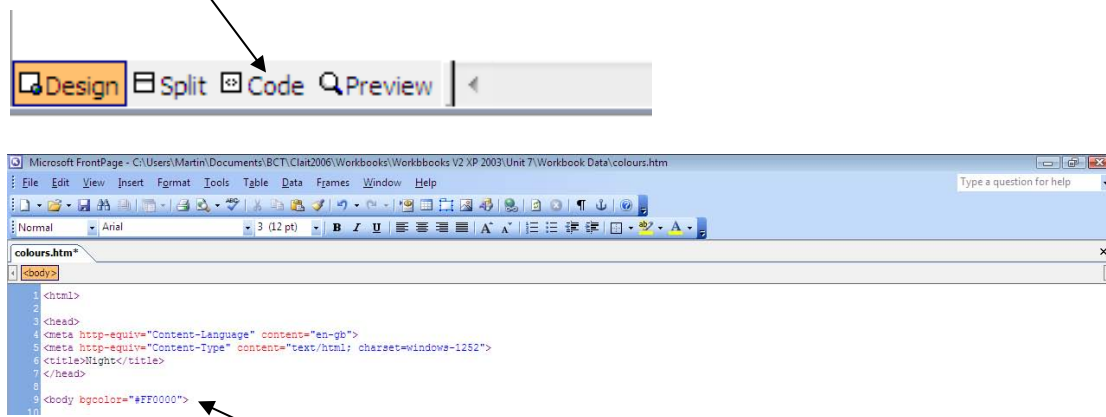 Design Split Code Preview
Microsoft FrontPage - C:\Users\Martin\Documents\BCT\Clait2006\Workbooks\Workbbooks V2 XP 2003\Unit 7\Workbook Data\colours.htm
File Edit View Insert Format Tools Table Data Frames Window Help Type a question for help
Normal Arial 3 (12 pt) B I U A A A
colours.htm*
<body>
1 <html>
2
3 <head>
4 <meta http-equiv="Content-Language" content="en-gb">
5 <meta http-equiv="Content-Type" content="text/html; charset=windows-1252">
6 <title>Night</title>
7 </head>
8
9 <body bgcolor="#FF0000">
10